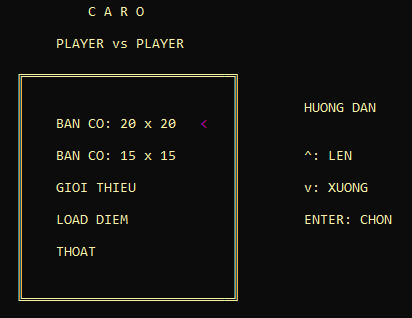 C A R O
PLAYER vs PLAYER
HUONG DAN
BAN CO: 20 x 20 <
BAN CO: 15 x 15
^: LEN
GIOI THIEU
v: XUONG
LOAD DIEM
ENTER: CHON
THOAT